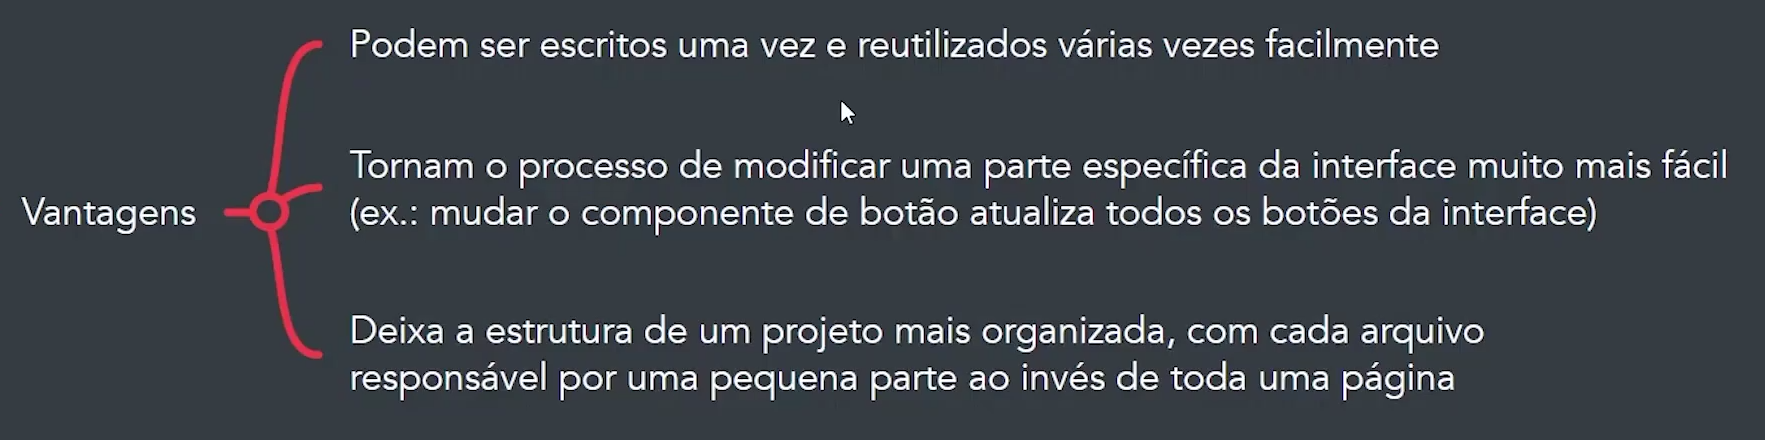 Podem ser escritos uma vez e reutilizados várias vezes facilmente
Tornam o processo de modificar uma parte específica da interface muito mais fácil
(ex.: mudar o componente de botão atualiza todos os botões da interface)
Vantagens
Deixa a estrutura de um projeto mais organizada, com cada arquivo
responsável por uma pequena parte ao invés de toda uma página